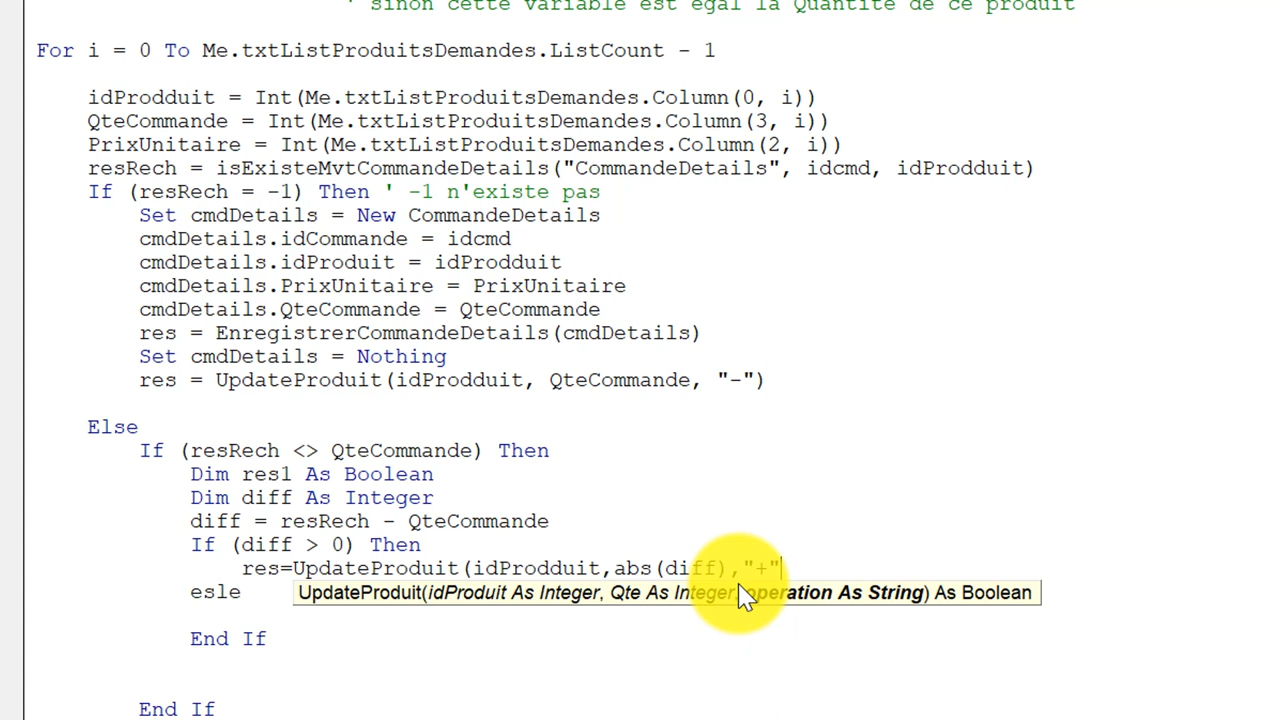 ' sinon cette variable est egal la Quantite de ce produit
For i = 0 To Me.txtListProduitsDemandes.ListCount - 1
idProdduit = Int(Me.txtListProduitsDemandes.Column(0, i))
QteCommande = Int(Me.txtListProduitsDemandes.Column(3, i))
PrixUnitaire = Int(Me.txtListProduitsDemandes.Column(2, i))
resRech = isExisteMvtCommandeDetails("CommandeDetails", idcmd, idProdduit)
If (resRech = -1) Then ' -1 n'existe pas
Set cmdDetails = New CommandeDetails
cmdDetails.idCommande = idcmd
cmdDetails.idProduit = idProdduit
cmdDetails.PrixUnitaire = PrixUnitaire
cmdDetails.QteCommande = QteCommande
res = EnregistrerCommandeDetails(cmdDetails)
Set cmdDetails = Nothing
res = UpdateProduit(idProdduit, QteCommande, "-")
Else
If (resRech <> QteCommande) Then
Dim res1 As Boolean
Dim diff As Integer
diff = resRech - QteCommande
If (diff > 0) Then
res=UpdateProduit(idProdduit,abs(diff),"+"
esle
UpdateProduit(idProduit As Integer, Qte As Integer, operation As String) As Boolean
End If
End If